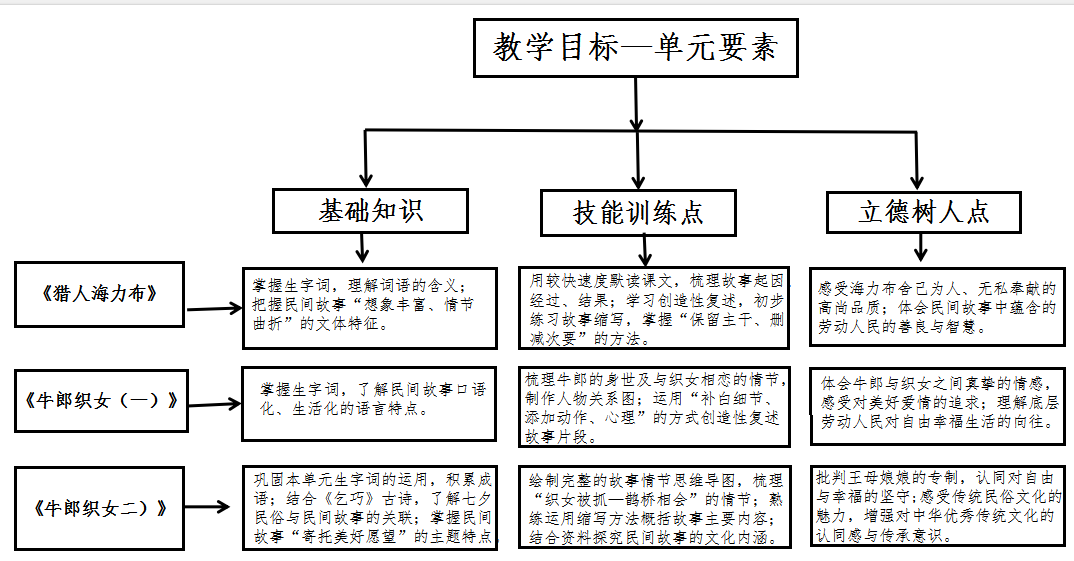 教学目标—单元要素
基础知识
技能训练点
立德树人点
《猎人海力布》
掌握生字词，理解词语的含义；
把握民间故事“想象丰富、情节
曲折”的文体特征。
用较快速度默读课文，梳理故事起因、
经过、结果；学习创造性复述，初步
练习故事缩写，掌握“保留主干、删
减次要”的方法。
感受海力布舍己为人、无私奉献的
高尚品质；体会民间故事中蕴含的
劳动人民的善良与智慧。
《牛郎织女（一）》
掌握生字词，了解民间故事口语
化、生活化的语言特点。
梳理牛郎的身世及与织女相恋的情节，
制作人物关系图；运用“补白细节、
添加动作、心理”的方式创造性复述
故事片段。
体会牛郎与织女之间真挚的情感，
感受对美好爱情的追求；理解底层
劳动人民对自由幸福生活的向往。
《牛郎织女二）》
巩固本单元生字词的运用，积累成
语；结合《乞巧》古诗，了解七夕
民俗与民间故事的关联；掌握民间
故事“寄托美好愿望”的主题特点。
绘制完整的故事情节思维导图，梳理
“织女被抓—鹊桥相会”的情节；熟
练运用缩写方法概括故事主要内容；
结合资料探究民间故事的文化内涵。
批判王母娘娘的专制，认同对自由
与幸福的坚守;感受传统民俗文化的
魅力，增强对中华优秀传统文化的
认同感与传承意识。